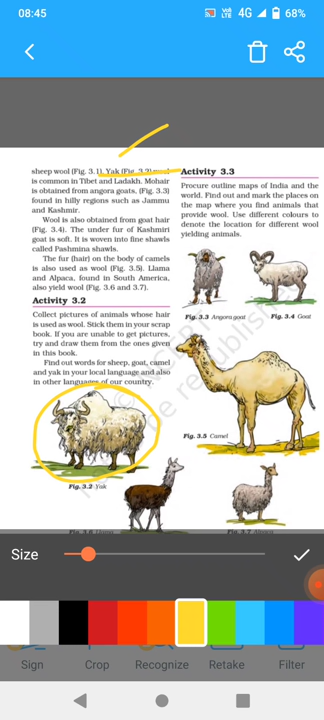 08:45
4G 68%
sheep wool (Fig. 3.1). Yak (Fig. 3.2) wool
is common in Tibet and Ladakh. Mohair
is obtained from angora goats, (Fig. 3.3)
found in hilly regions such as Jammu
and Kashmir.
Wool is also obtained from goat hair
(Fig. 3.4). The under fur of Kashmiri
goat is soft. It is woven into fine shawls
called Pashmina shawls.
The fur (hair) on the body of camels
is also used as wool (Fig. 3.5). Llama
and Alpaca, found in South America,
also yield wool (Fig. 3.6 and 3.7).
Activity 3.2
Collect pictures of animals whose hair
is used as wool. Stick them in your scrap
book. If you are unable to get pictures,
try and draw them from the ones given
in this book.
Find out words for sheep, goat, camel
and yak in your local language and also
in other languages of our country.
Fig. 3.2 Yak
Activity 3.3
Procure outline maps of India and the
world. Find out and mark the places on
the map where you find animals that
provide wool. Use different colours to
denote the location for different wool
yielding animals.
Fig. 3.3 Angora goat
Fig. 3.4 Goat
Fig. 3.5 Camel
be republished
Size
Sign Crop Recognize Retake Filter